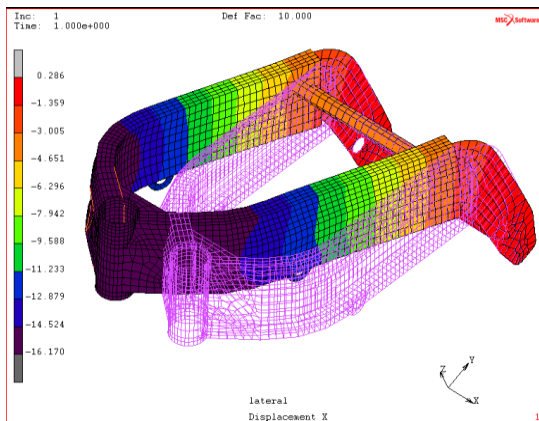 Inc: 1 Def Fac: 10.000
Time: 1.000e+000
MSC Software
0.286
-1.359
-3.005
-4.651
-6.296
-7.942
-9.588
-11.233
-12.879
-14.524
-16.170
Z Y
X
lateral
Displacement X
1